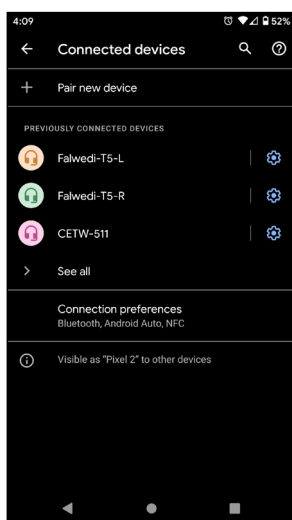 4:09 52%
Connected devices
Pair new device
PREVIOUSLY CONNECTED DEVICES
Falwedi-T5-L
Falwedi-T5-R
CETW-511
See all
Connection preferences
Bluetooth, Android Auto, NFC
Visible as "Pixel 2" to other devices